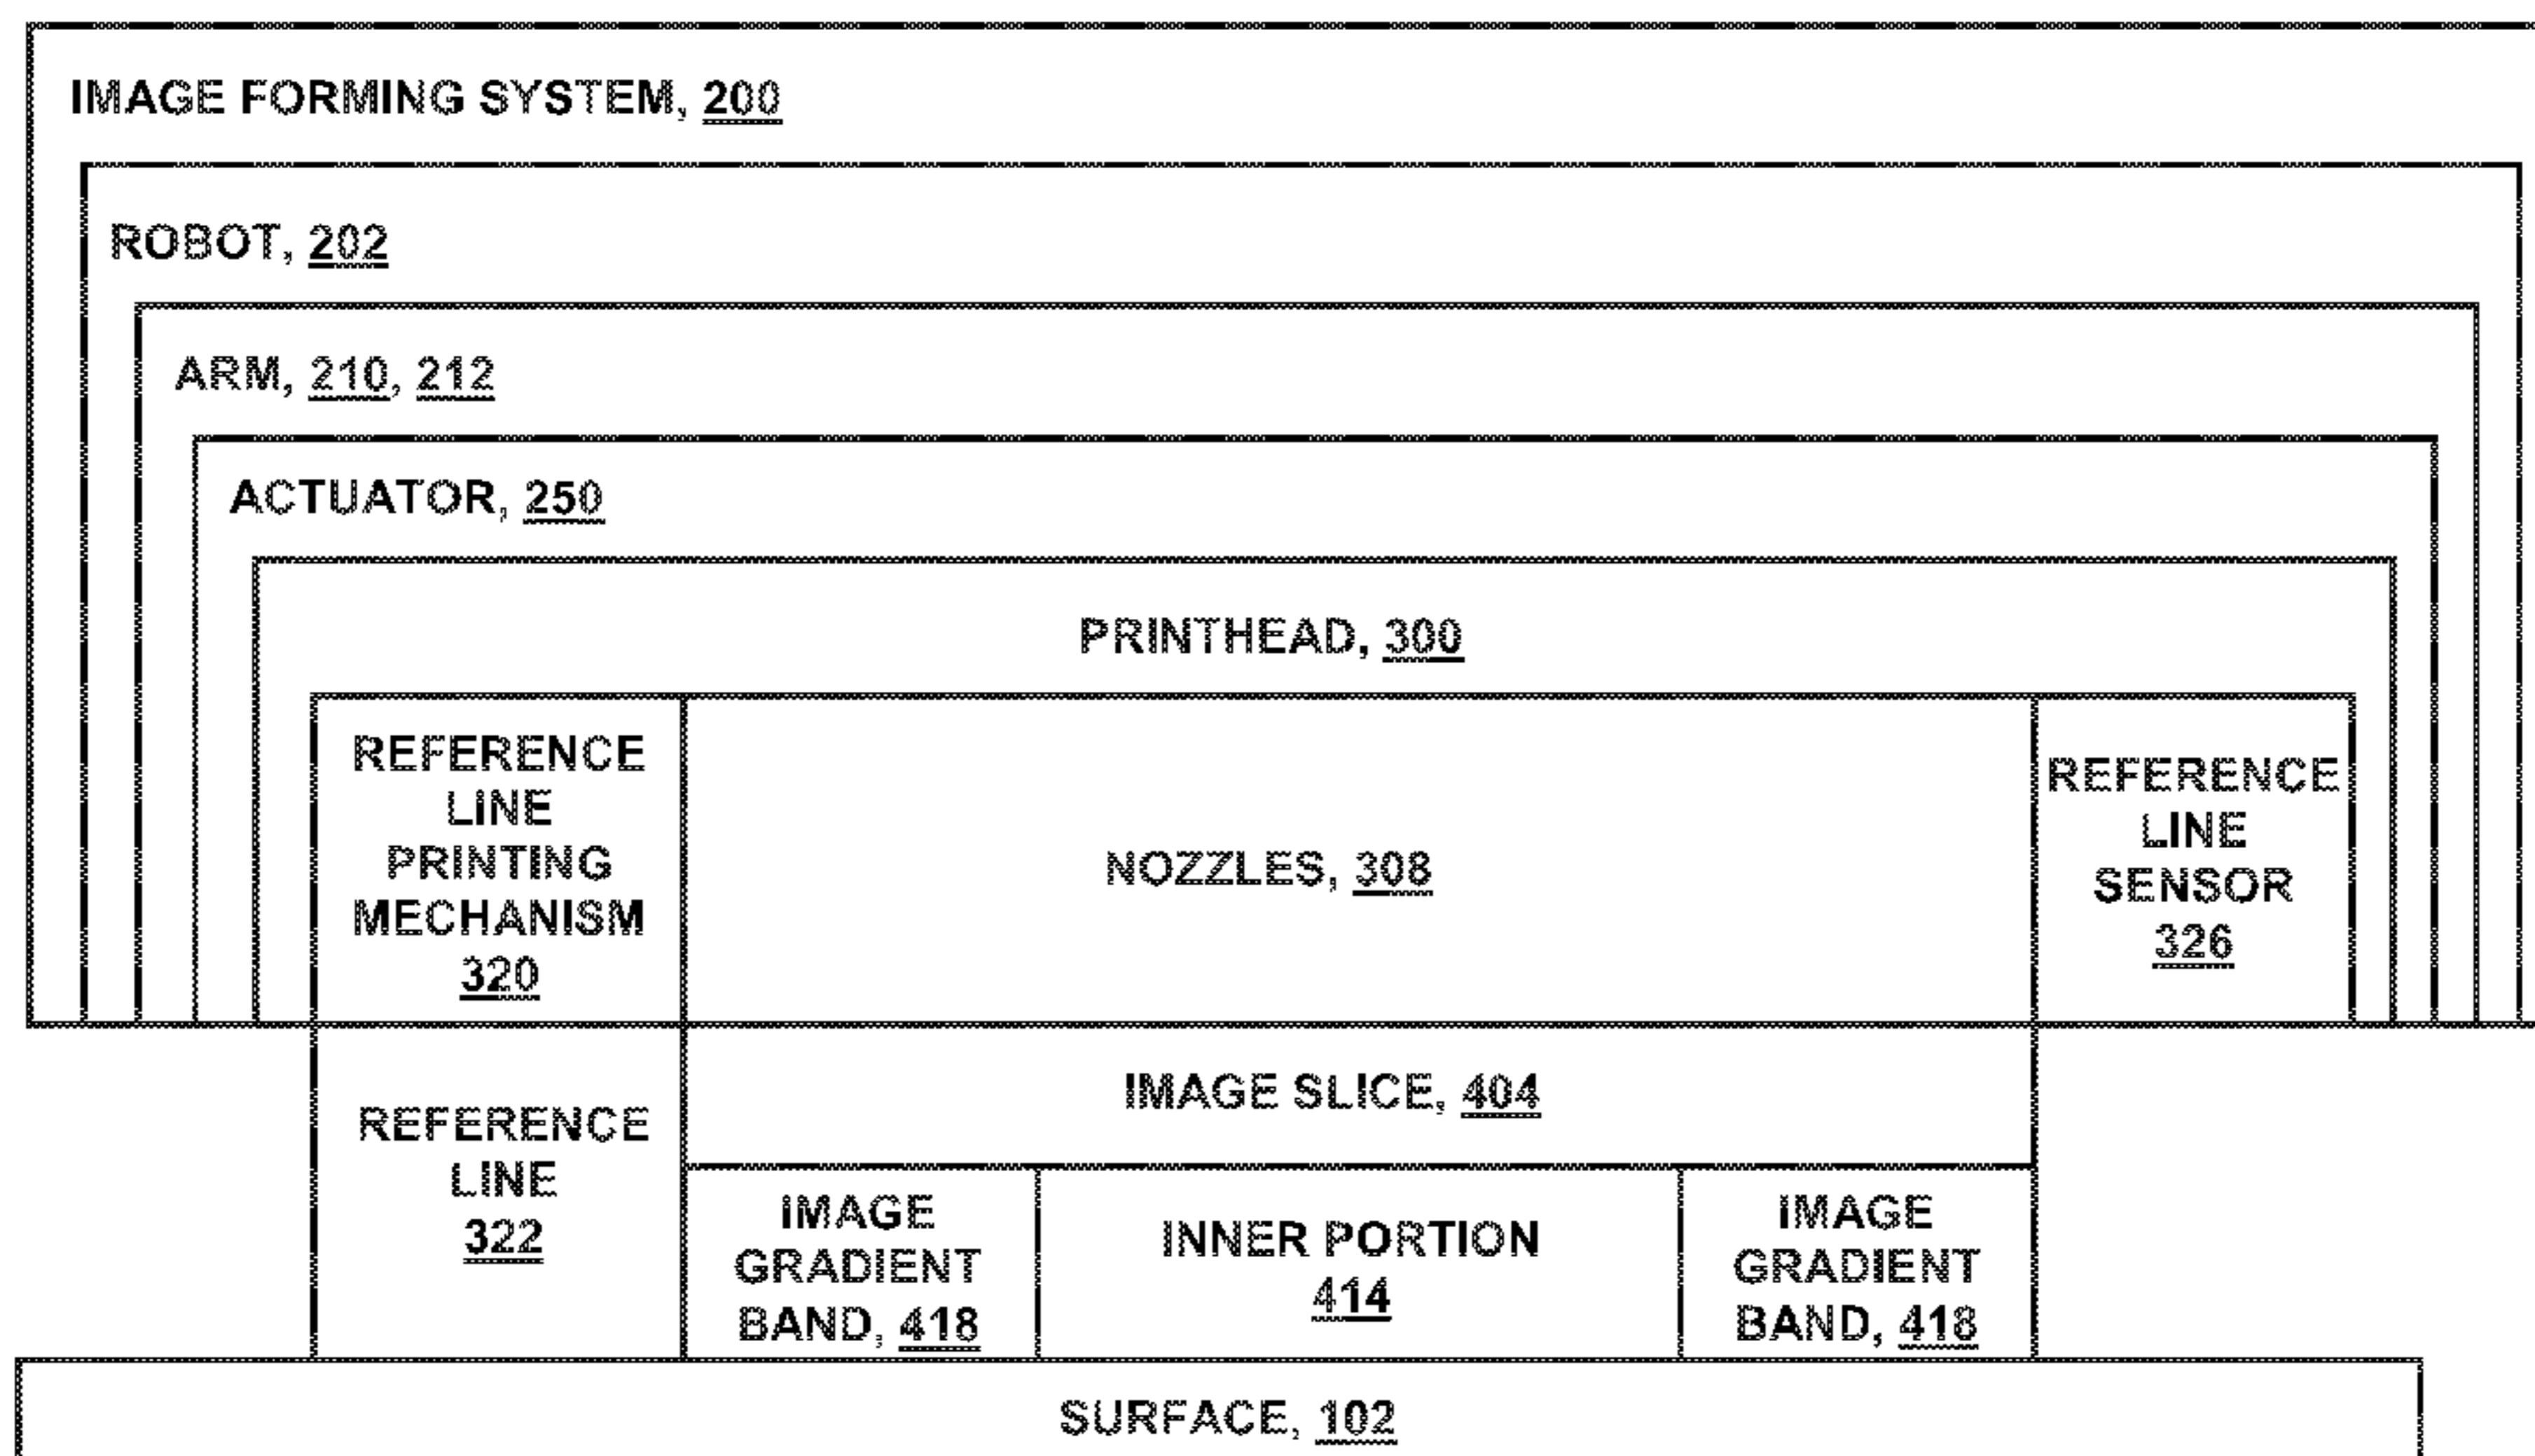 IMAGE FORMING SYSTEM, 200
ROBOT, 202
ARM, 210, 212
ACTUATOR, 250
PRINTHEAD, 300
REFERENCE
LINE
PRINTING
MECHANISM
320
NOZZLES, 308
REFERENCE
LINE
SENSOR
326
REFERENCE
LINE
322
IMAGE SLICE, 404
IMAGE
GRADIENT
BAND, 418
INNER PORTION
414
IMAGE
GRADIENT
BAND, 418
SURFACE, 102